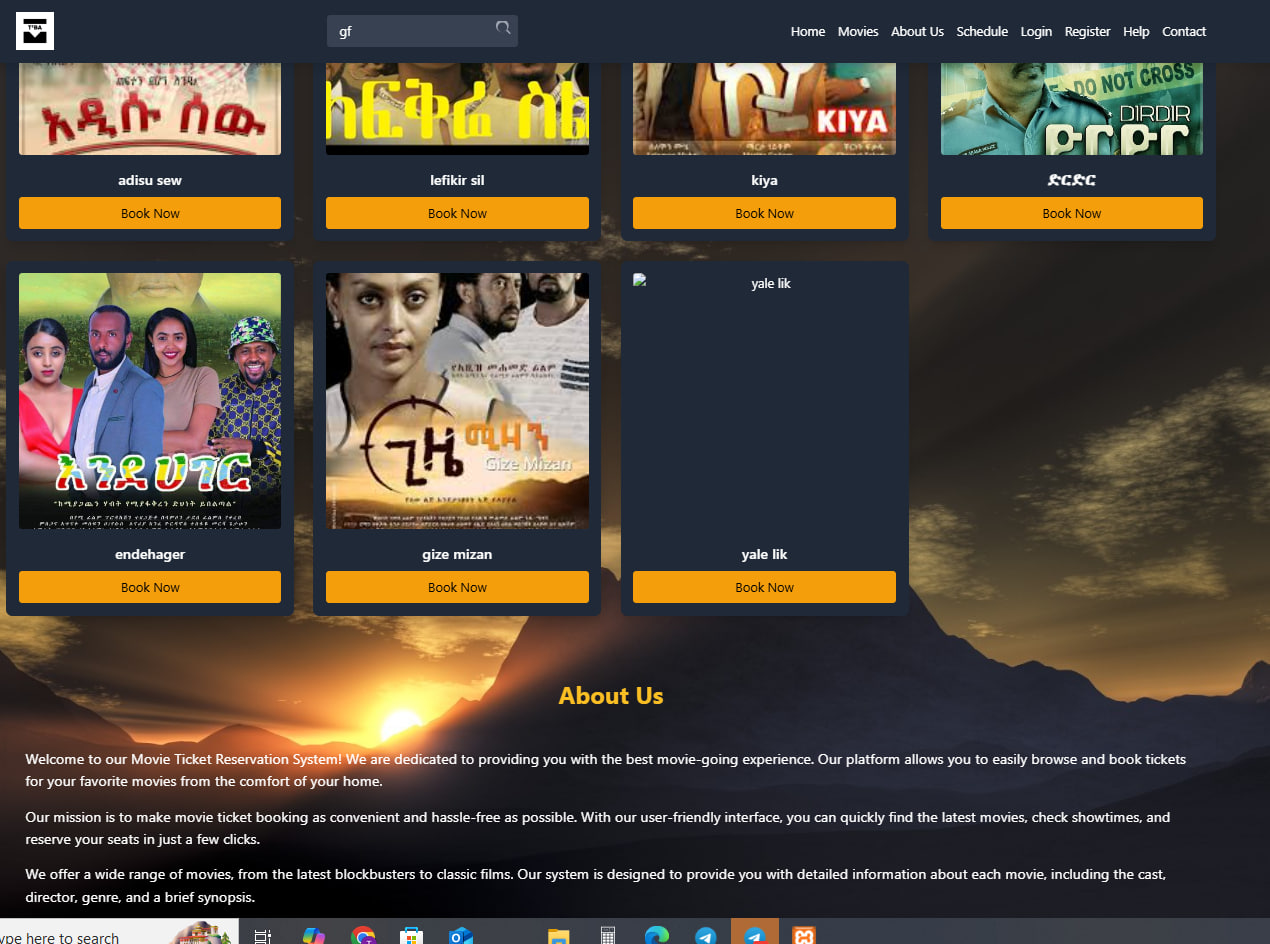 T'BA
gf
Home Movies About Us Schedule Login Register Help Contact
አዲሱ ሰው
ከፍቅሬ ስል
ኪያ
KIYA
DO NOT CROSS
DIRDIR
ድርድር
adisu sew
lefikir sil
kiya
ድርድር
Book Now
Book Now
Book Now
Book Now
እንደ ሀገር
"ከሚያጋጨን ሃብት የሚያፋቅረን ድህነት ይበልጣል"
ጊዜ ሚዛን
Gize Mizan
yale lik
endehager
gize mizan
yale lik
Book Now
Book Now
Book Now
About Us
Welcome to our Movie Ticket Reservation System! We are dedicated to providing you with the best movie-going experience. Our platform allows you to easily browse and book tickets
for your favorite movies from the comfort of your home.
Our mission is to make movie ticket booking as convenient and hassle-free as possible. With our user-friendly interface, you can quickly find the latest movies, check showtimes, and
reserve your seats in just a few clicks.
We offer a wide range of movies, from the latest blockbusters to classic films. Our system is designed to provide you with detailed information about each movie, including the cast,
director, genre, and a brief synopsis.
ype here to search